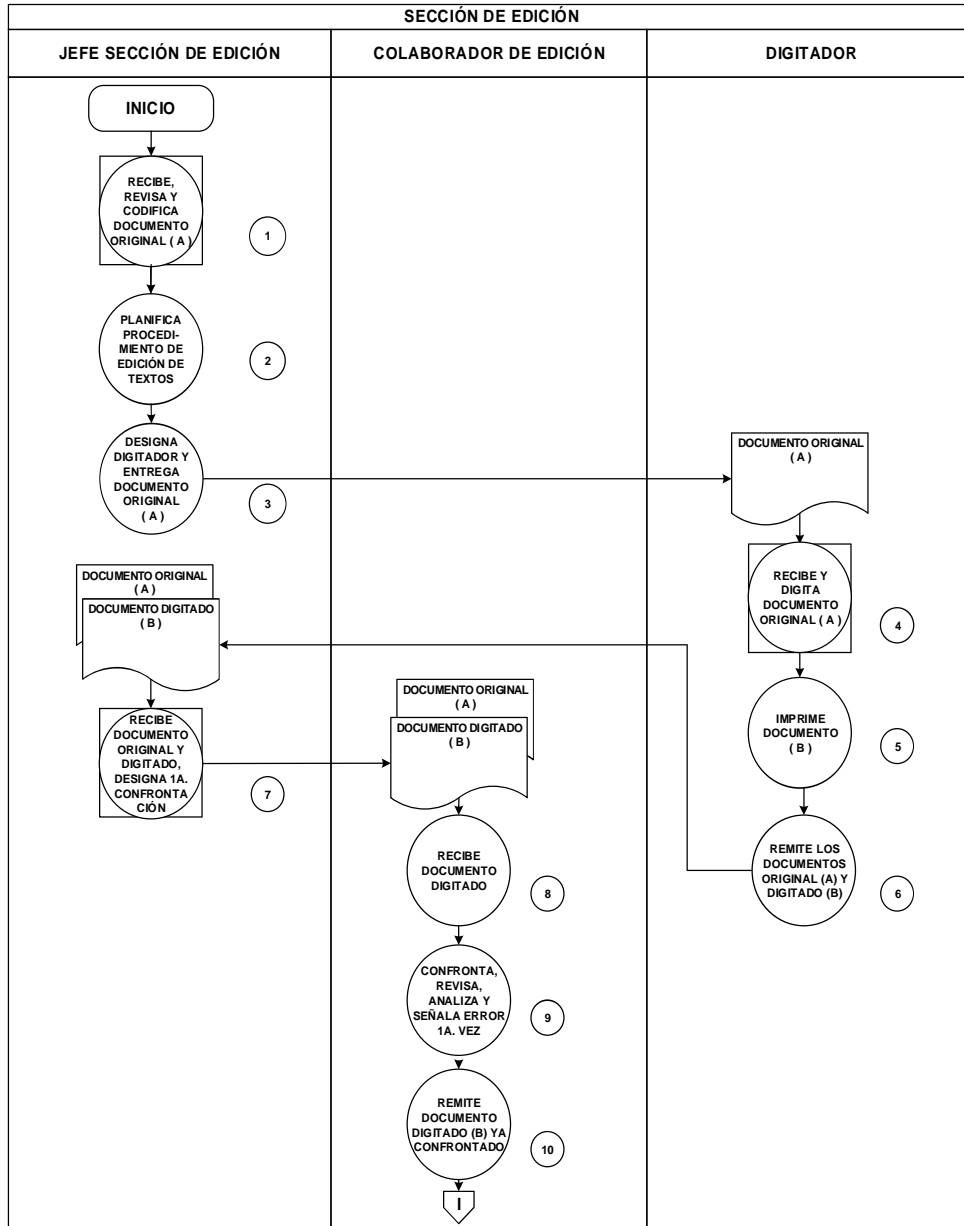 SECCIÓN DE EDICIÓN
JEFE SECCIÓN DE EDICIÓN
COLABORADOR DE EDICIÓN
DIGITADOR
INICIO
RECIBE,
REVISA Y
CODIFICA
DOCUMENTO
ORIGINAL ( A )
1
PLANIFICA
PROCEDI-
MIENTO DE
EDICIÓN DE
TEXTOS
2
DESIGNA
DIGITADOR Y
ENTREGA
DOCUMENTO
ORIGINAL
( A )
3
DOCUMENTO ORIGINAL
( A )
RECIBE Y
DIGITA
DOCUMENTO
ORIGINAL ( A )
4
IMPRIME
DOCUMENTO
( B )
5
REMITE LOS
DOCUMENTOS
ORIGINAL (A) Y
DIGITADO (B)
6
DOCUMENTO ORIGINAL
( A )
DOCUMENTO DIGITADO
( B )
RECIBE
DOCUMENTO
ORIGINAL Y
DIGITADO,
DESIGNA 1A.
CONFRONTA
CIÓN
7
DOCUMENTO ORIGINAL
( A )
DOCUMENTO DIGITADO
( B )
RECIBE
DOCUMENTO
DIGITADO
8
CONFRONTA,
REVISA,
ANALIZA Y
SEÑALA ERROR
1A. VEZ
9
REMITE
DOCUMENTO
DIGITADO (B) YA
CONFRONTADO
10
I